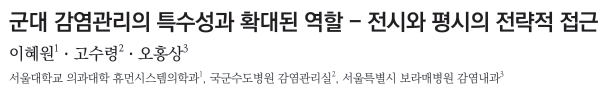 군대 감염관리의 특수성과 확대된 역할 – 전시와 평시의 전략적 접근
이혜원¹ · 고수령² · 오홍상³
서울대학교 의과대학 휴먼시스템의학과¹, 국군수도병원 감염관리실², 서울특별시 보라매병원 감염내과³